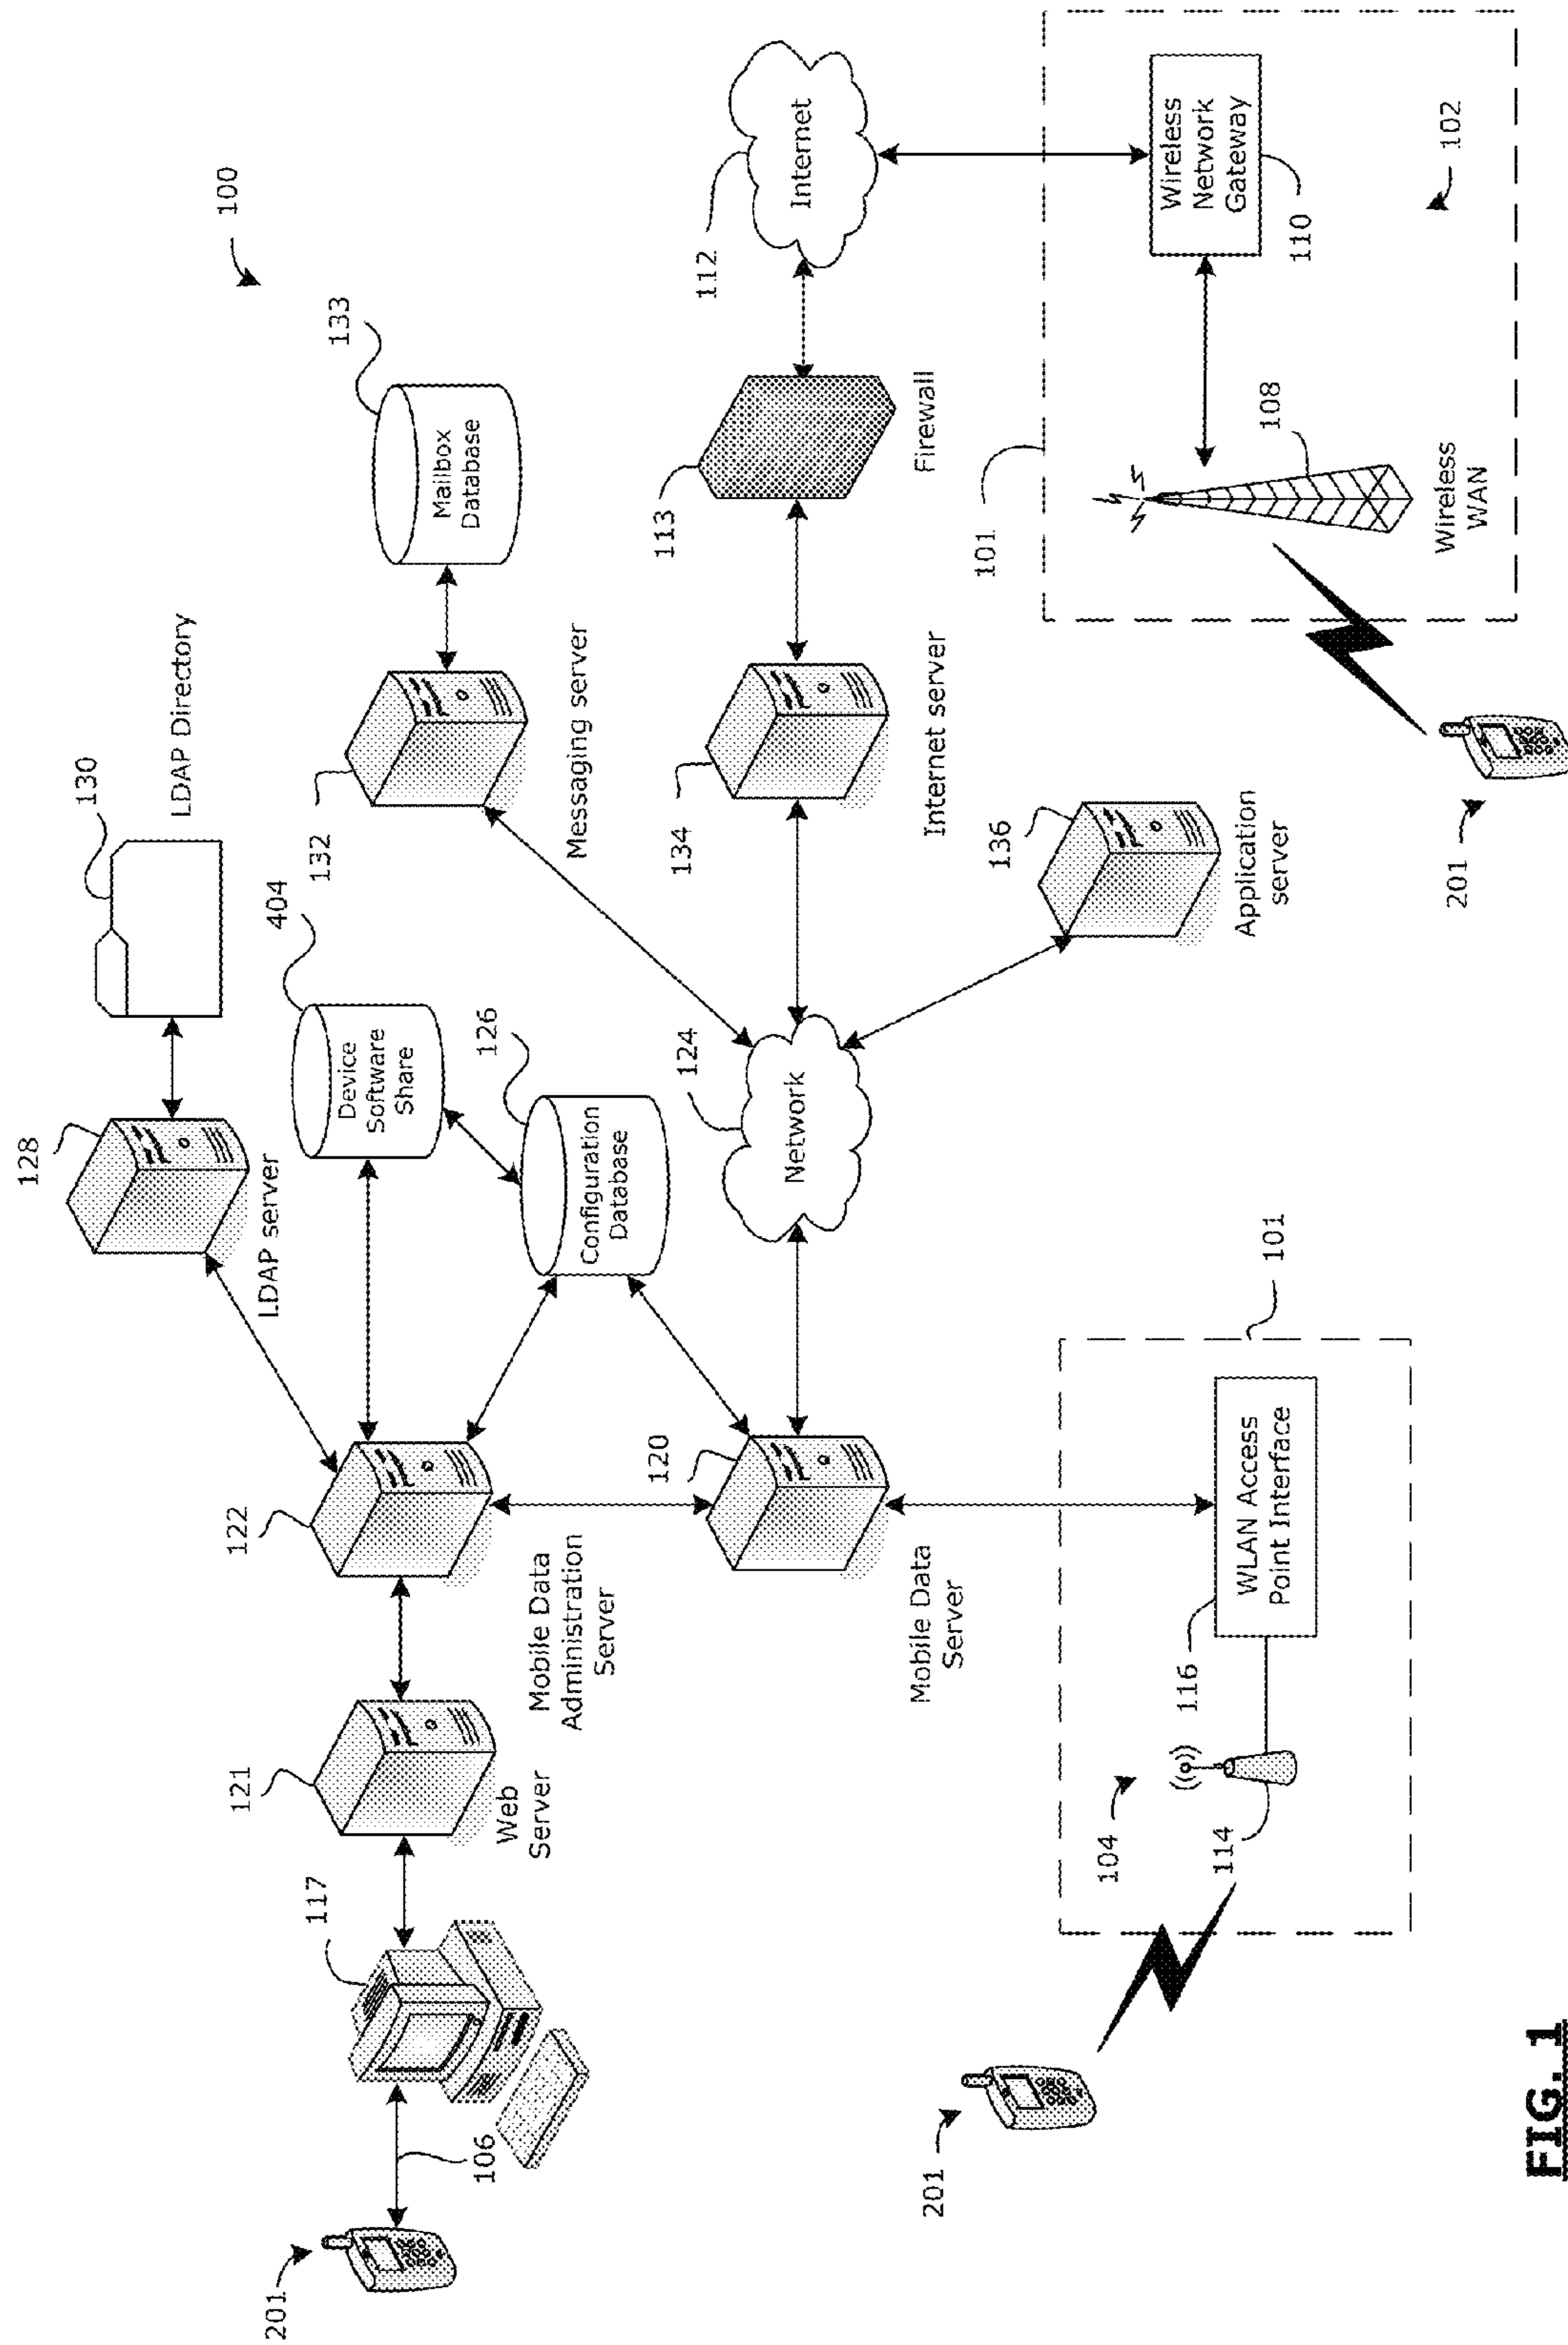 100
128
130
LDAP server
LDAP Directory
404
Device
Software
Share
126
Configuration
Database
133
Mailbox
Database
132
Messaging server
201
106
117
121
Web
Server
122
Mobile Data
Administration
Server
120
Mobile Data
Server
124
Network
134
Internet server
113
Firewall
112
Internet
136
Application
server
101
Wireless
Network
Gateway
110
102
108
Wireless
WAN
201
101
WLAN Access
Point Interface
116
104
114
201
FIG. 1